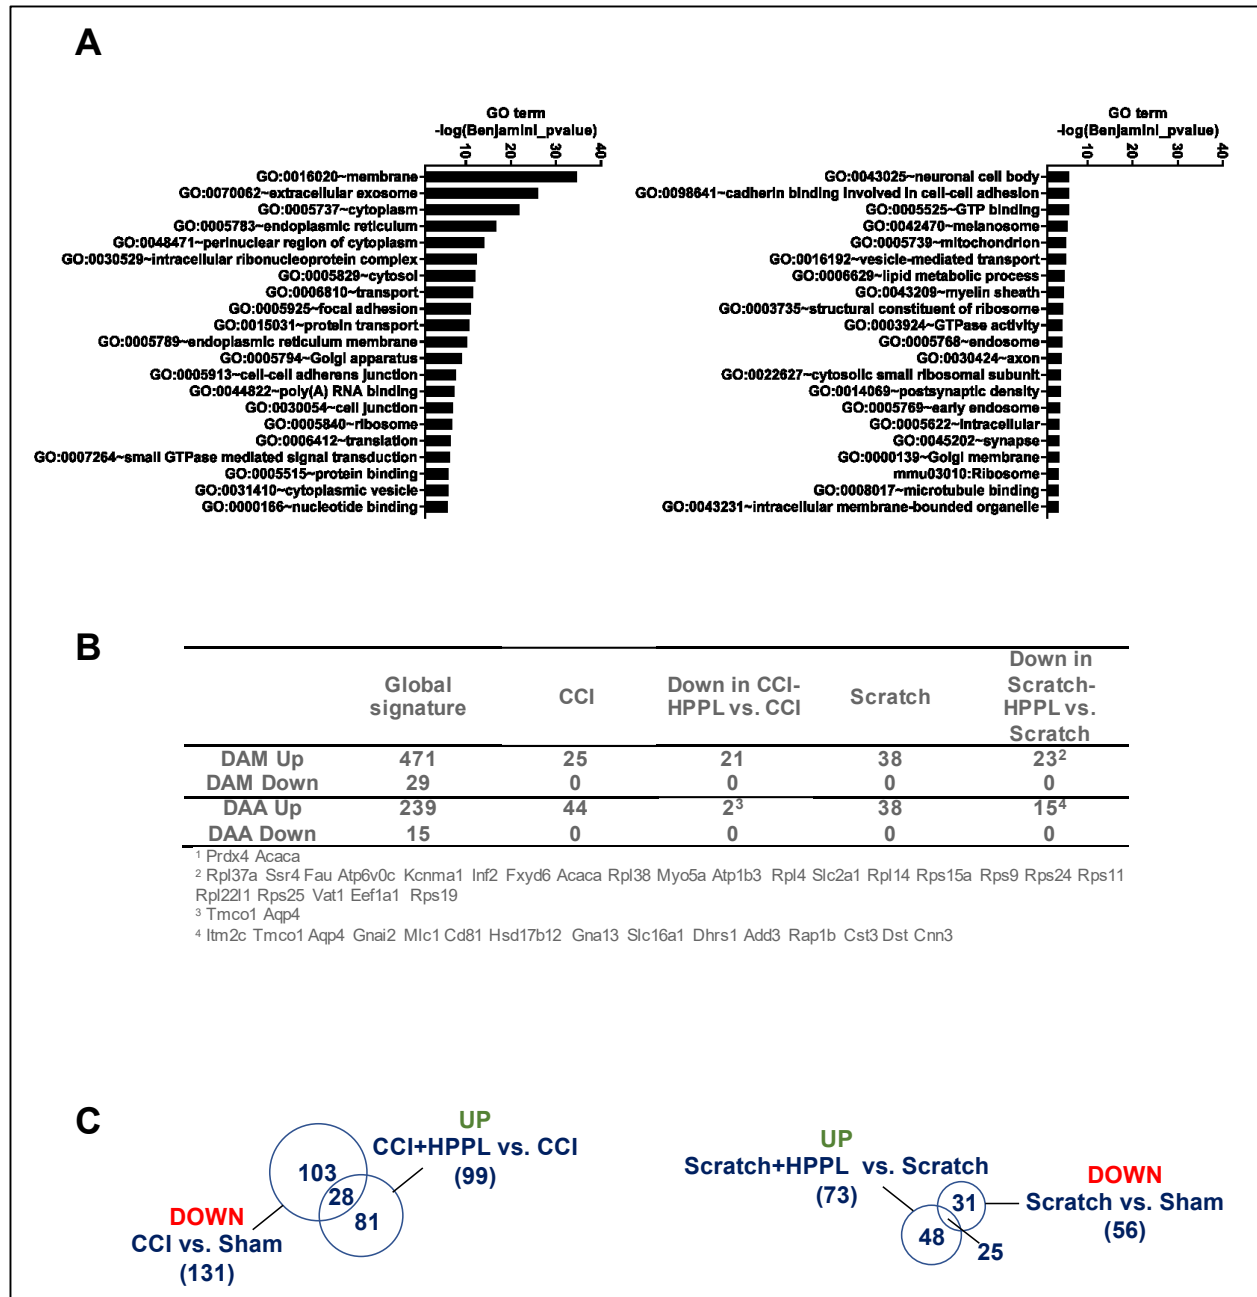 A
GO term
-log(Benjamini_pvalue)
10 20 30 40
GO:0016020~membrane
GO:0070062~extracellular exosome
GO:0005737~cytoplasm
GO:0005783~endoplasmic reticulum
GO:0048471~perinuclear region of cytoplasm
GO:0030529~intracellular ribonucleoprotein complex
GO:0005829~cytosol
GO:0006810~transport
GO:0005925~focal adhesion
GO:0015031~protein transport
GO:0005789~endoplasmic reticulum membrane
GO:0005794~Golgi apparatus
GO:0005913~cell-cell adherens junction
GO:0044822~poly(A) RNA binding
GO:0030054~cell junction
GO:0005840~ribosome
GO:0006412~translation
GO:0007264~small GTPase mediated signal transduction
GO:0005515~protein binding
GO:0031410~cytoplasmic vesicle
GO:0000166~nucleotide binding
GO term
-log(Benjamini_pvalue)
10 20 30 40
GO:0043025~neuronal cell body
GO:0098641~cadherin binding involved in cell-cell adhesion
GO:0005525~GTP binding
GO:0042470~melanosome
GO:0005739~mitochondrion
GO:0016192~vesicle-mediated transport
GO:0006629~lipid metabolic process
GO:0043209~myelin sheath
GO:0003735~structural constituent of ribosome
GO:0003924~GTPase activity
GO:0005768~endosome
GO:0030424~axon
GO:0022627~cytosolic small ribosomal subunit
GO:0014069~postsynaptic density
GO:0005769~early endosome
GO:0005622~intracellular
GO:0045202~synapse
GO:0000139~Golgi membrane
mmu03010:Ribosome
GO:0008017~microtubule binding
GO:0043231~intracellular membrane-bounded organelle
B
Global signature CCI Down in CCI-HPPL vs. CCI Scratch Down in Scratch-HPPL vs. Scratch
DAM Up 471 25 21 38 23²
DAM Down 29 0 0 0 0
DAA Up 239 44 2³ 38 15⁴
DAA Down 15 0 0 0 0
¹ Prdx4 Acaca
² Rpl37a Ssr4 Fau Atp6v0c Kcnma1 Inf2 Fxyd6 Acaca Rpl38 Myo5a Atp1b3 Rpl4 Slc2a1 Rpl14 Rps15a Rps9 Rps24 Rps11
Rpl22l1 Rps25 Vat1 Eef1a1 Rps19
³ Tmco1 Aqp4
⁴ Itm2c Tmco1 Aqp4 Gnai2 Mlc1 Cd81 Hsd17b12 Gna13 Slc16a1 Dhrs1 Add3 Rap1b Cst3 Dst Cnn3
C
UP
CCI+HPPL vs. CCI
(99)
103
28
81
DOWN
CCI vs. Sham
(131)
UP
Scratch+HPPL vs. Scratch
(73)
31
48
25
DOWN
Scratch vs. Sham
(56)